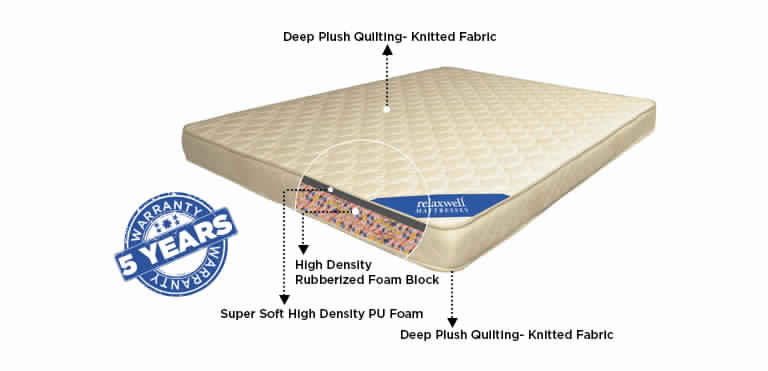 Deep Plush Quilting- Knitted Fabric
relaxwell
MATTRESSES
WARRANTY
5 YEARS
WARRANTY
High Density
Rubberized Foam Block
Super Soft High Density PU Foam
Deep Plush Quilting- Knitted Fabric